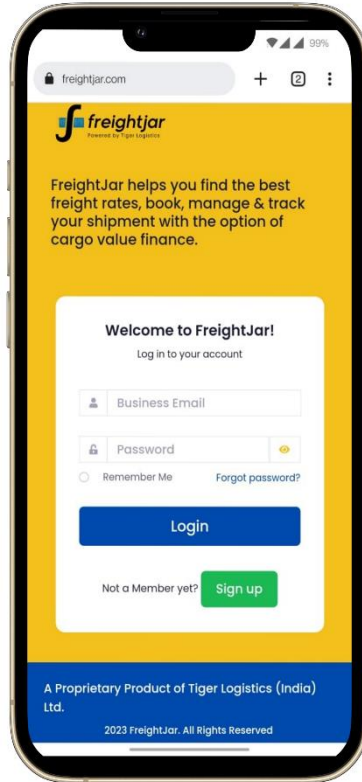 99%
freightjar.com
2
freightjar
Powered by Tiger Logistics
FreightJar helps you find the best
freight rates, book, manage & track
your shipment with the option of
cargo value finance.
Welcome to FreightJar!
Log in to your account
Business Email
Password
Remember Me
Forgot password?
Login
Not a Member yet?
Sign up
A Proprietary Product of Tiger Logistics (India)
Ltd.
2023 FreightJar. All Rights Reserved